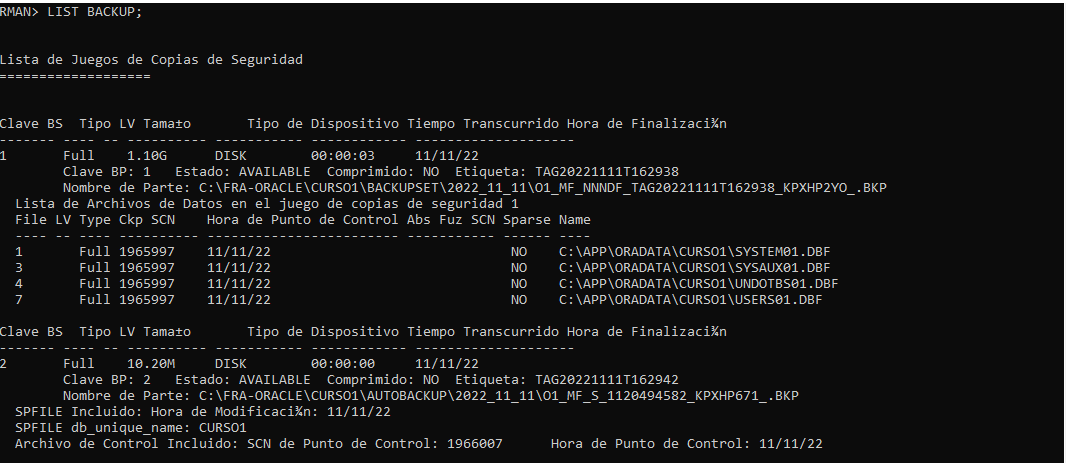 RMAN> LIST BACKUP;
Lista de Juegos de Copias de Seguridad
===================
Clave BS  Tipo LV Tama±o       Tipo de Dispositivo Tiempo Transcurrido Hora de Finalizaci¾n
------- ---- -- ---------- ----------- ------------ --------------------
1       Full    1.10G      DISK        00:00:03     11/11/22
        Clave BP: 1   Estado: AVAILABLE  Comprimido: NO  Etiqueta: TAG20221111T162938
        Nombre de Parte: C:\FRA-ORACLE\CURSO1\BACKUPSET\2022_11_11\O1_MF_NNNDF_TAG20221111T162938_KPXHP2YO_.BKP
  Lista de Archivos de Datos en el juego de copias de seguridad 1
  File LV Type Ckp SCN    Hora de Punto de Control Abs Fuz SCN Sparse Name
  ---- -- ---- ---------- ------------------------ ----------- ------ ----
  1       Full 1965997    11/11/22                              NO    C:\APP\ORADATA\CURSO1\SYSTEM01.DBF
  3       Full 1965997    11/11/22                              NO    C:\APP\ORADATA\CURSO1\SYSAUX01.DBF
  4       Full 1965997    11/11/22                              NO    C:\APP\ORADATA\CURSO1\UNDOTBS01.DBF
  7       Full 1965997    11/11/22                              NO    C:\APP\ORADATA\CURSO1\USERS01.DBF
Clave BS  Tipo LV Tama±o       Tipo de Dispositivo Tiempo Transcurrido Hora de Finalizaci¾n
------- ---- -- ---------- ----------- ------------ --------------------
2       Full    10.20M     DISK        00:00:00     11/11/22
        Clave BP: 2   Estado: AVAILABLE  Comprimido: NO  Etiqueta: TAG20221111T162942
        Nombre de Parte: C:\FRA-ORACLE\CURSO1\AUTOBACKUP\2022_11_11\O1_MF_S_1120494582_KPXHP671_.BKP
  SPFILE Incluido: Hora de Modificaci¾n: 11/11/22
  SPFILE db_unique_name: CURSO1
  Archivo de Control Incluido: SCN de Punto de Control: 1966007      Hora de Punto de Control: 11/11/22